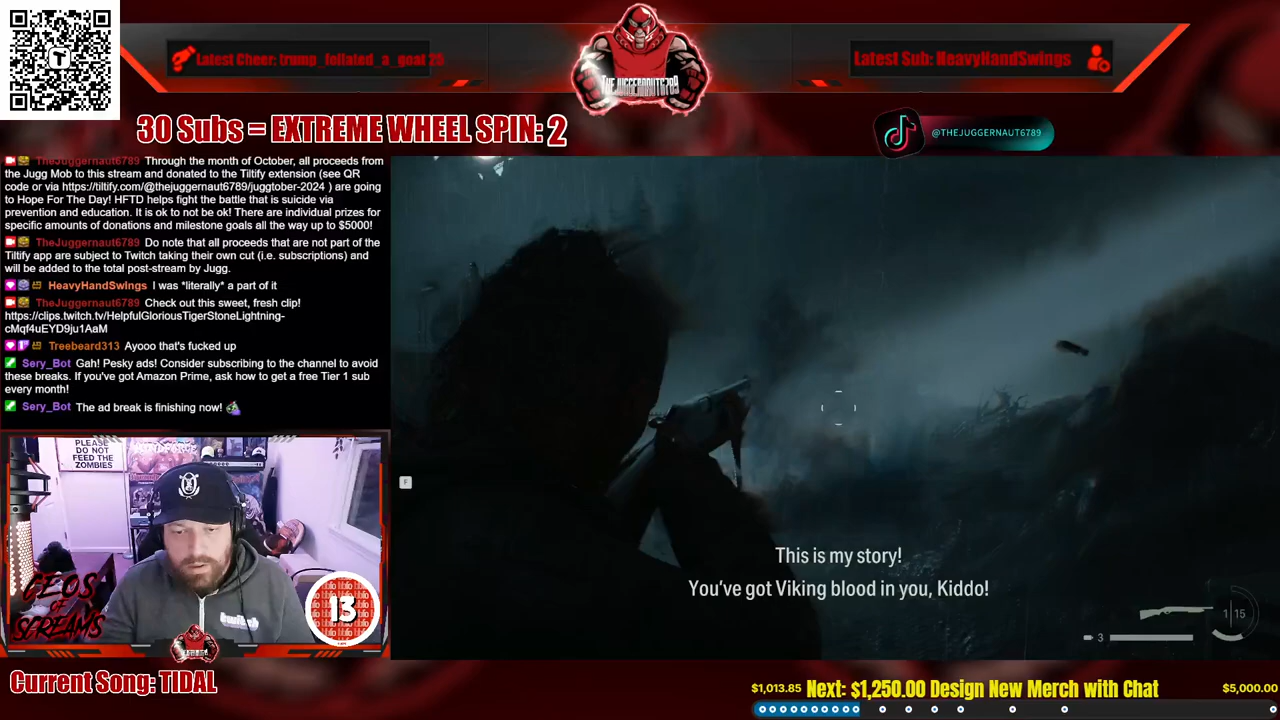 Latest Cheer: trump_fellated_a_goat 25
THEJUGGERNAUT6789
Latest Sub: HeavyHandSwings
30 Subs = EXTREME WHEEL SPIN: 2
@THEJUGGERNAUT6789
TheJuggernaut6789 Through the month of October, all proceeds from
the Jugg Mob to this stream and donated to the Tiltify extension (see QR
code or via https://tiltify.com/@thejuggernaut6789/juggtober-2024 ) are going
to Hope For The Day! HFTD helps fight the battle that is suicide via
prevention and education. It is ok to not be ok! There are individual prizes for
specific amounts of donations and milestone goals all the way up to $5000!
TheJuggernaut6789 Do note that all proceeds that are not part of the
Tiltify app are subject to Twitch taking their own cut (i.e. subscriptions) and
will be added to the total post-stream by Jugg.
HeavyHandSwings I was *literally* a part of it
TheJuggernaut6789 Check out this sweet, fresh clip!
https://clips.twitch.tv/HelpfulGloriousTigerStoneLightning-
cMqf4uEYD9ju1AaM
Treebeard313 Ayooo that's fucked up
Sery_Bot Gah! Pesky ads! Consider subscribing to the channel to avoid
these breaks. If you've got Amazon Prime, ask how to get a free Tier 1 sub
every month!
Sery_Bot The ad break is finishing now!
PLEASE
DO NOT
FEED THE
ZOMBIES
GEOS
OF
SCREAMS
twitch
13
F
This is my story!
You've got Viking blood in you, Kiddo!
1 15
3
Current Song: TIDAL
$1,013.85 Next: $1,250.00 Design New Merch with Chat $5,000.00